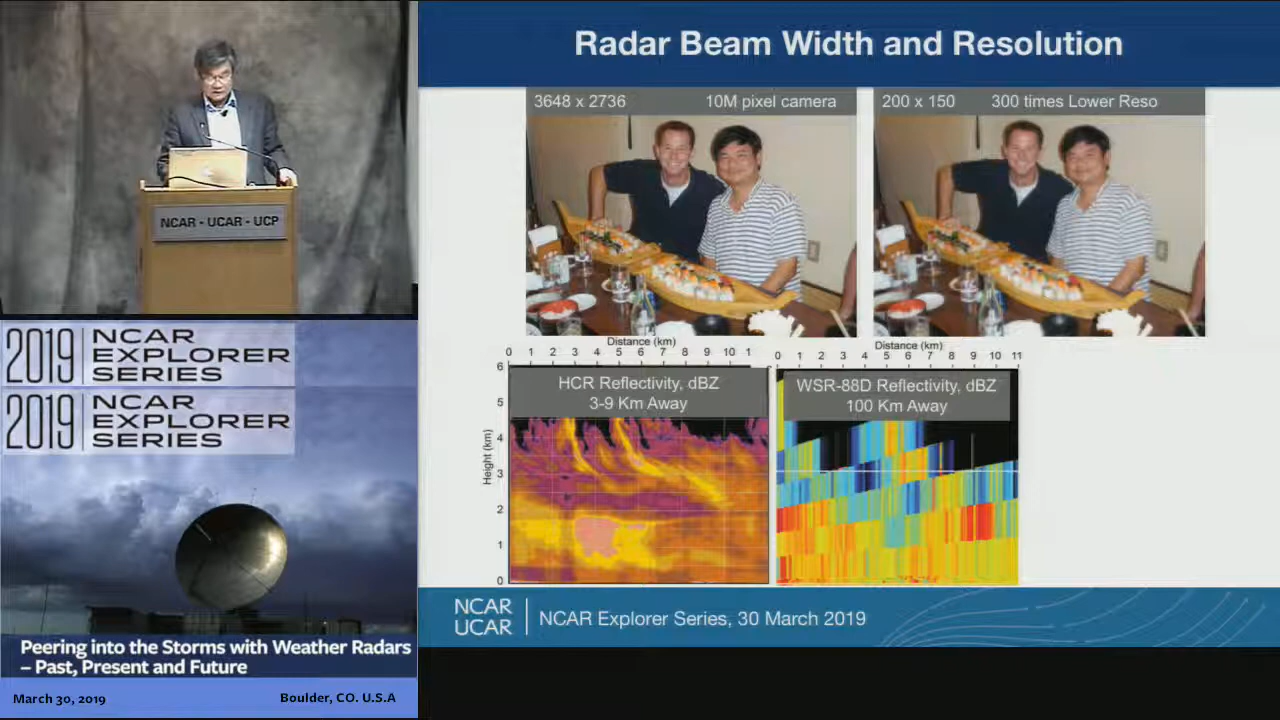 NCAR - UCAR - UCP
2019 NCAR
EXPLORER
SERIES
2019 NCAR
EXPLORER
SERIES
Peering into the Storms with Weather Radars
– Past, Present and Future
March 30, 2019
Boulder, CO. U.S.A
Radar Beam Width and Resolution
3648 x 2736
10M pixel camera
200 x 150
300 times Lower Reso
Distance (km)
0 1 2 3 4 5 6 7 8 9 10 1
Height (km)
6
5
4
3
2
1
0
HCR Reflectivity, dBZ
3-9 Km Away
Distance (km)
0 1 2 3 4 5 6 7 8 9 10 11
WSR-88D Reflectivity, dBZ
100 Km Away
NCAR
UCAR
NCAR Explorer Series, 30 March 2019